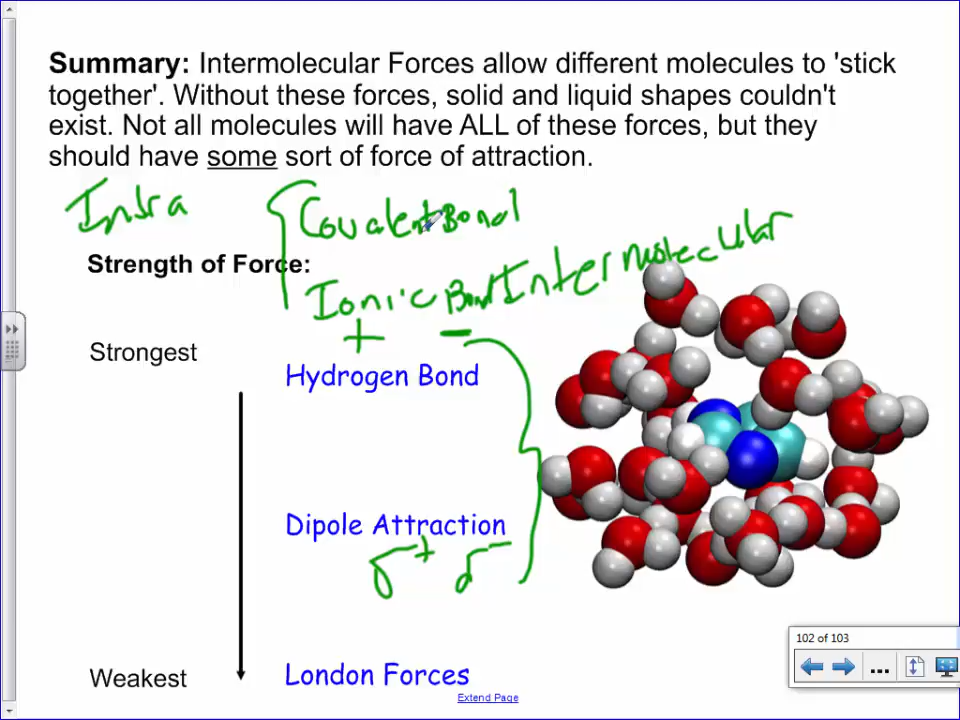 Summary: Intermolecular Forces allow different molecules to 'stick
together'. Without these forces, solid and liquid shapes couldn't
exist. Not all molecules will have ALL of these forces, but they
should have some sort of force of attraction.
Intra
Covalent Bond
Strength of Force:
Intermolecular
Ionic Bond
+ −
Strongest
Hydrogen Bond
Dipole Attraction
δ+ δ−
Weakest
London Forces
Extend Page
102 of 103
...